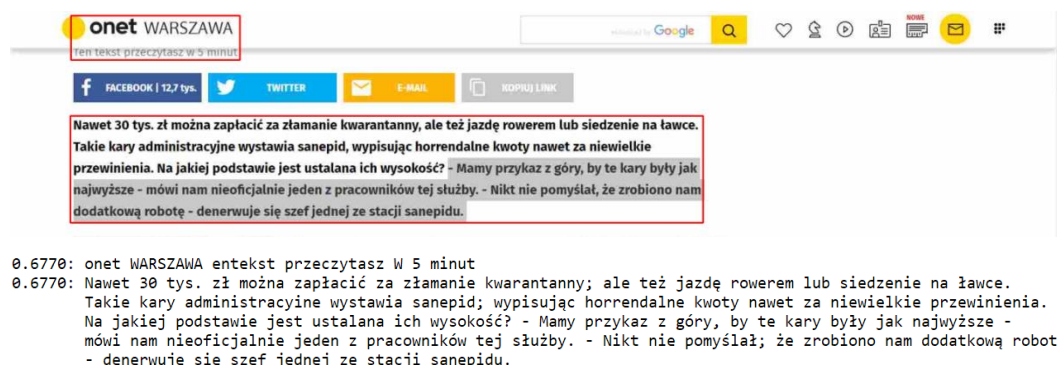 onet WARSZAWA
Google
NOWE
Ten tekst przeczytasz w 5 minut
FACEBOOK | 12,7 tys.
TWITTER
E-MAIL
KOPIUJ LINK
Nawet 30 tys. zł można zapłacić za złamanie kwarantanny, ale też jazdę rowerem lub siedzenie na ławce.
Takie kary administracyjne wystawia sanepid, wypisując horrendalne kwoty nawet za niewielkie
przewinienia. Na jakiej podstawie jest ustalana ich wysokość? - Mamy przykaz z góry, by te kary były jak
najwyższe - mówi nam nieoficjalnie jeden z pracowników tej służby. - Nikt nie pomyślał, że zrobiono nam
dodatkową robotę - denerwuje się szef jednej ze stacji sanepidu.
0.6770: onet WARSZAWA entekst przeczytasz W 5 minut
0.6770: Nawet 30 tys. zł można zapłacić za złamanie kwarantanny; ale też jazdę rowerem lub siedzenie na ławce.
Takie kary administracyine wystawia sanepid; wypisując horrendalne kwoty nawet za niewielkie przewinienia.
Na jakiej podstawie jest ustalana ich wysokość? - Mamy przykaz z góry, by te kary były jak najwyższe -
mówi nam nieoficjalnie jeden z pracowników tej służby. - Nikt nie pomyślał; że zrobiono nam dodatkową robot
- denerwuje sie szef jednej ze stacji sanepidu.